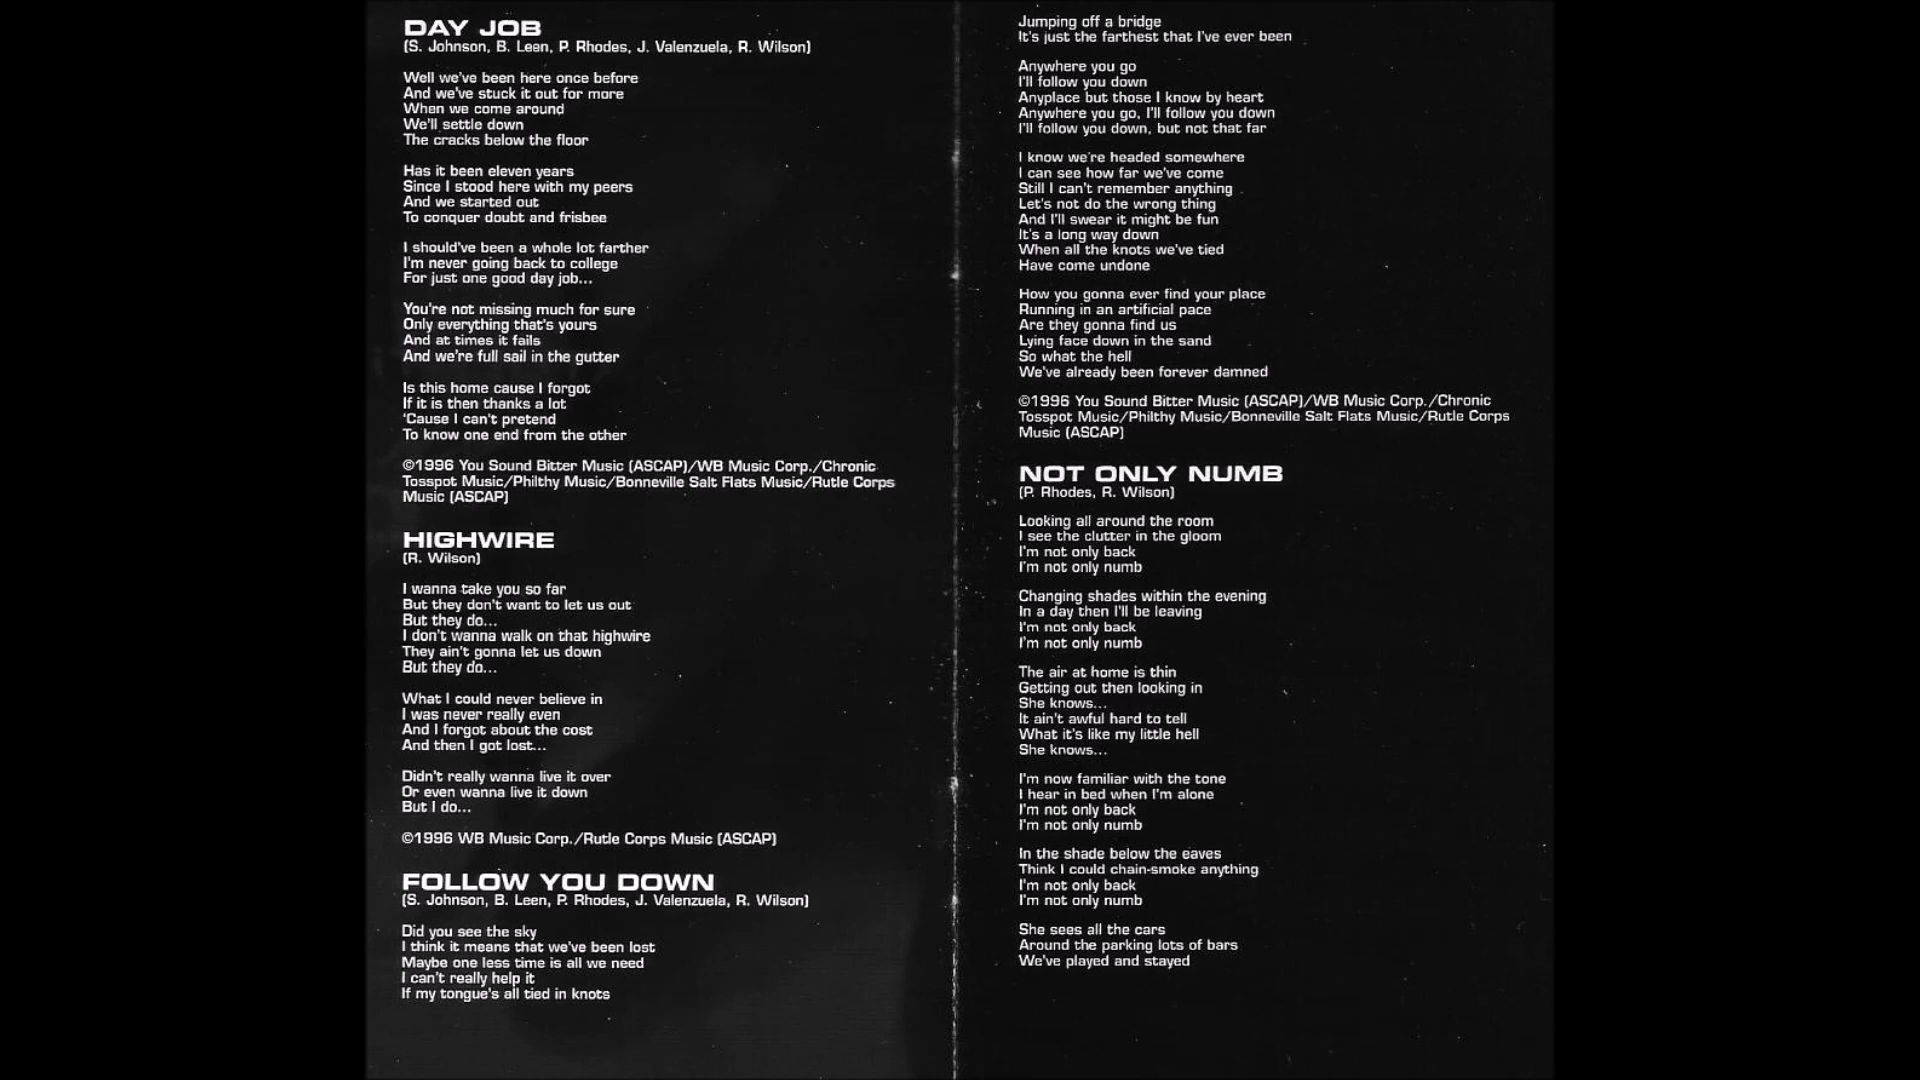 DAY JOB
(S. Johnson, B. Leen, P. Rhodes, J. Valenzuela, R. Wilson)
Well we've been here once before
And we've stuck it out for more
When we come around
We'll settle down
The cracks below the floor
Has it been eleven years
Since I stood here with my peers
And we started out
To conquer doubt and frisbee
I should've been a whole lot farther
I'm never going back to college
For just one good day job...
You're not missing much for sure
Only everything that's yours
And at times it fails
And we're full sail in the gutter
Is this home cause I forgot
If it is then thanks a lot
'Cause I can't pretend
To know one end from the other
©1996 You Sound Bitter Music (ASCAP)/WB Music Corp./Chronic
Tosspot Music/Philthy Music/Bonneville Salt Flats Music/Rutle Corps
Music (ASCAP)
HIGHWIRE
(R. Wilson)
I wanna take you so far
But they don't want to let us out
But they do...
I don't wanna walk on that highwire
They ain't gonna let us down
But they do...
What I could never believe in
I was never really even
And I forgot about the cost
And then I got lost...
Didn't really wanna live it over
Or even wanna live it down
But I do...
©1996 WB Music Corp./Rutle Corps Music (ASCAP)
FOLLOW YOU DOWN
(S. Johnson, B. Leen, P. Rhodes, J. Valenzuela, R. Wilson)
Did you see the sky
I think it means that we've been lost
Maybe one less time is all we need
I can't really help it
If my tongue's all tied in knots
Jumping off a bridge
It's just the farthest that I've ever been
Anywhere you go
I'll follow you down
Anyplace but those I know by heart
Anywhere you go, I'll follow you down
I'll follow you down, but not that far
I know we're headed somewhere
I can see how far we've come
Still I can't remember anything
Let's not do the wrong thing
And I'll swear it might be fun
It's a long way down
When all the knots we've tied
Have come undone
How you gonna ever find your place
Running in an artificial pace
Are they gonna find us
Lying face down in the sand
So what the hell
We've already been forever damned
©1996 You Sound Bitter Music (ASCAP)/WB Music Corp./Chronic
Tosspot Music/Philthy Music/Bonneville Salt Flats Music/Rutle Corps
Music (ASCAP)
NOT ONLY NUMB
(P. Rhodes, R. Wilson)
Looking all around the room
I see the clutter in the gloom
I'm not only back
I'm not only numb
Changing shades within the evening
In a day then I'll be leaving
I'm not only back
I'm not only numb
The air at home is thin
Getting out then looking in
She knows...
It ain't awful hard to tell
What it's like my little hell
She knows...
I'm now familiar with the tone
I hear in bed when I'm alone
I'm not only back
I'm not only numb
In the shade below the eaves
Think I could chain-smoke anything
I'm not only back
I'm not only numb
She sees all the cars
Around the parking lots of bars
We've played and stayed